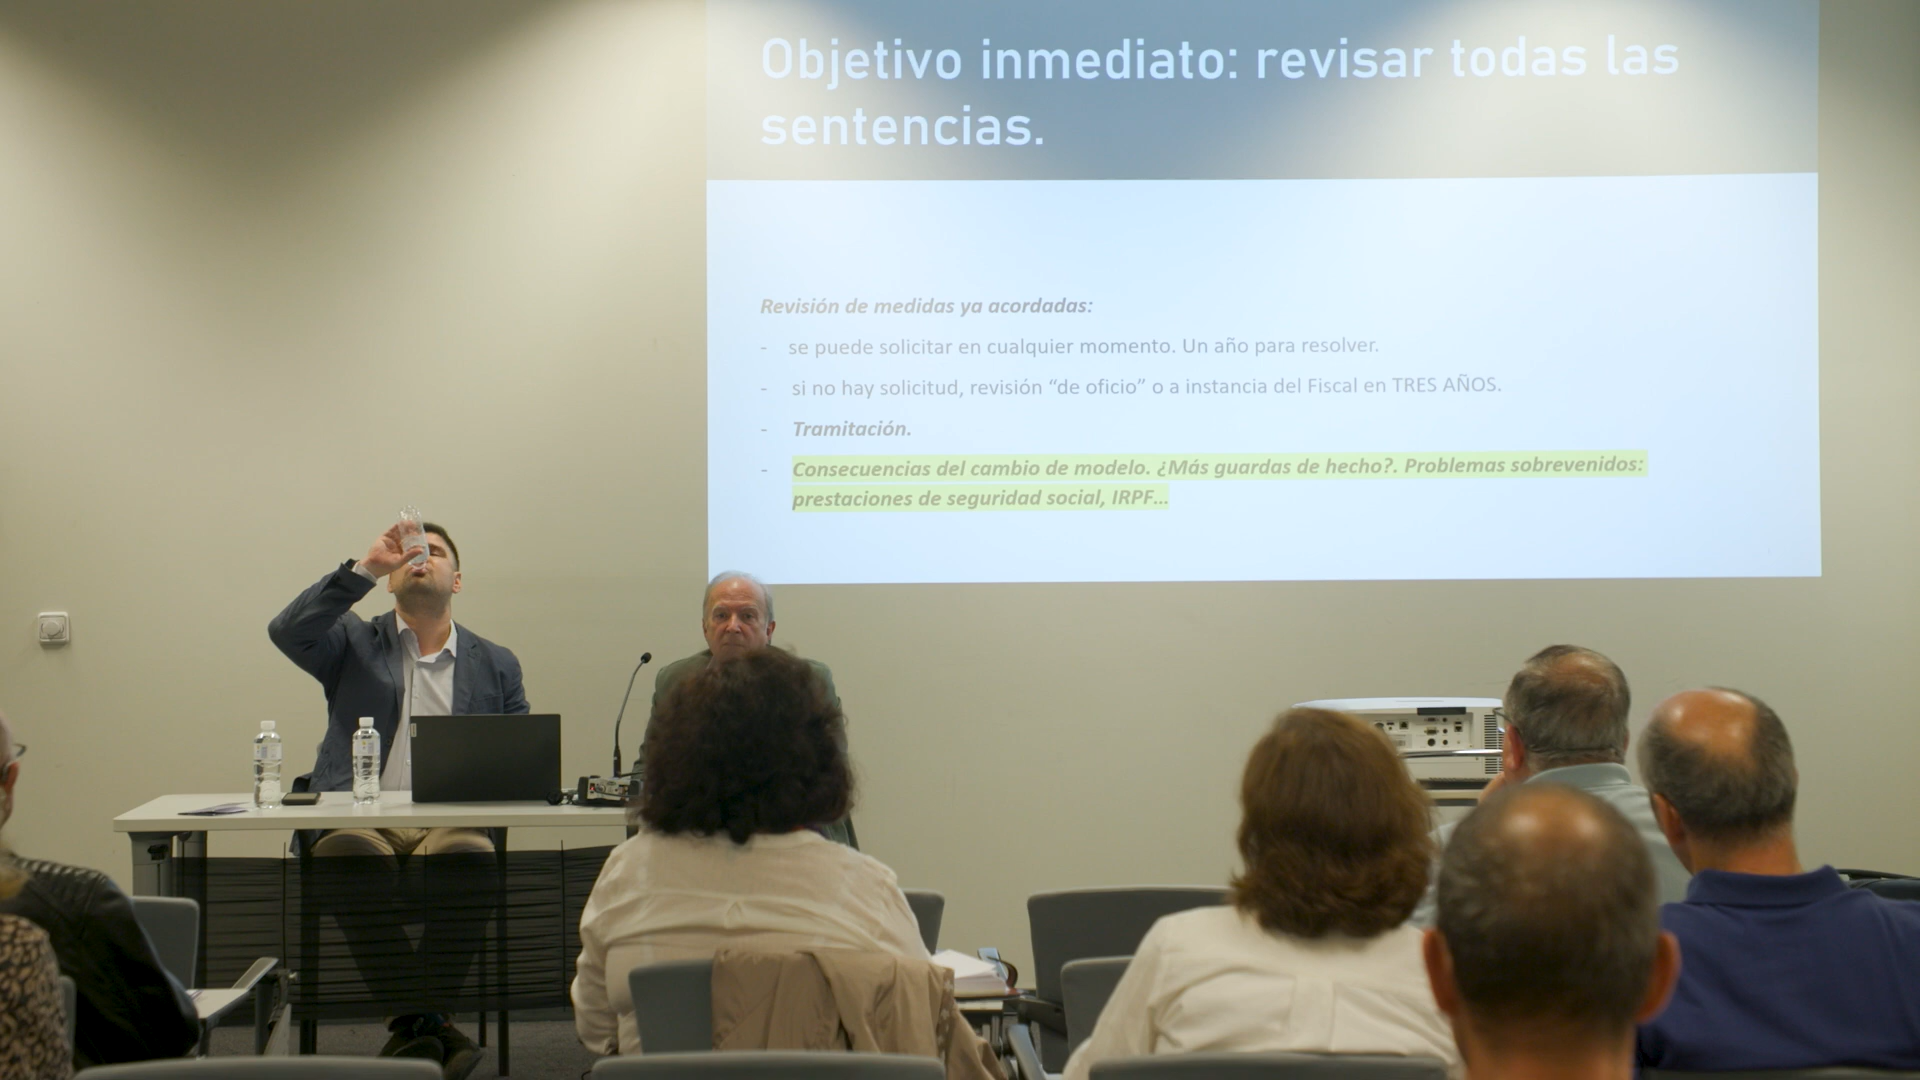 Objetivo inmediato: revisar todas las
sentencias.
Revisión de medidas ya acordadas:
- se puede solicitar en cualquier momento. Un año para resolver.
- si no hay solicitud, revisión “de oficio” o a instancia del Fiscal en TRES AÑOS.
- Tramitación.
- Consecuencias del cambio de modelo. ¿Más guardas de hecho?. Problemas sobrevenidos:
prestaciones de seguridad social, IRPF…